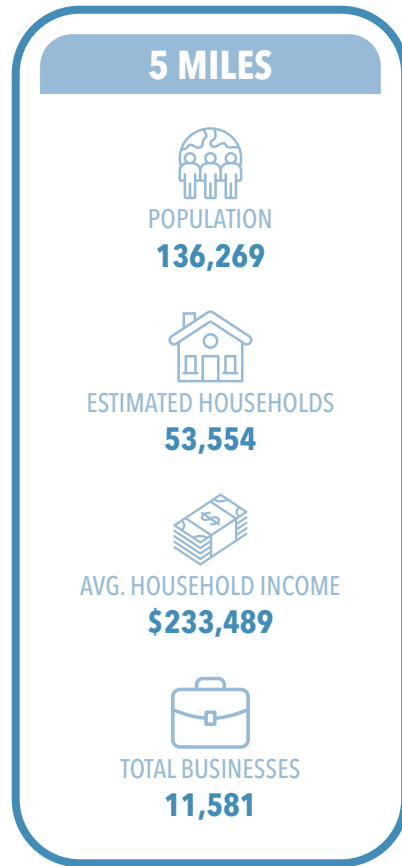 5 MILES
POPULATION
136,269
ESTIMATED HOUSEHOLDS
53,554
$
AVG. HOUSEHOLD INCOME
$233,489
TOTAL BUSINESSES
11,581